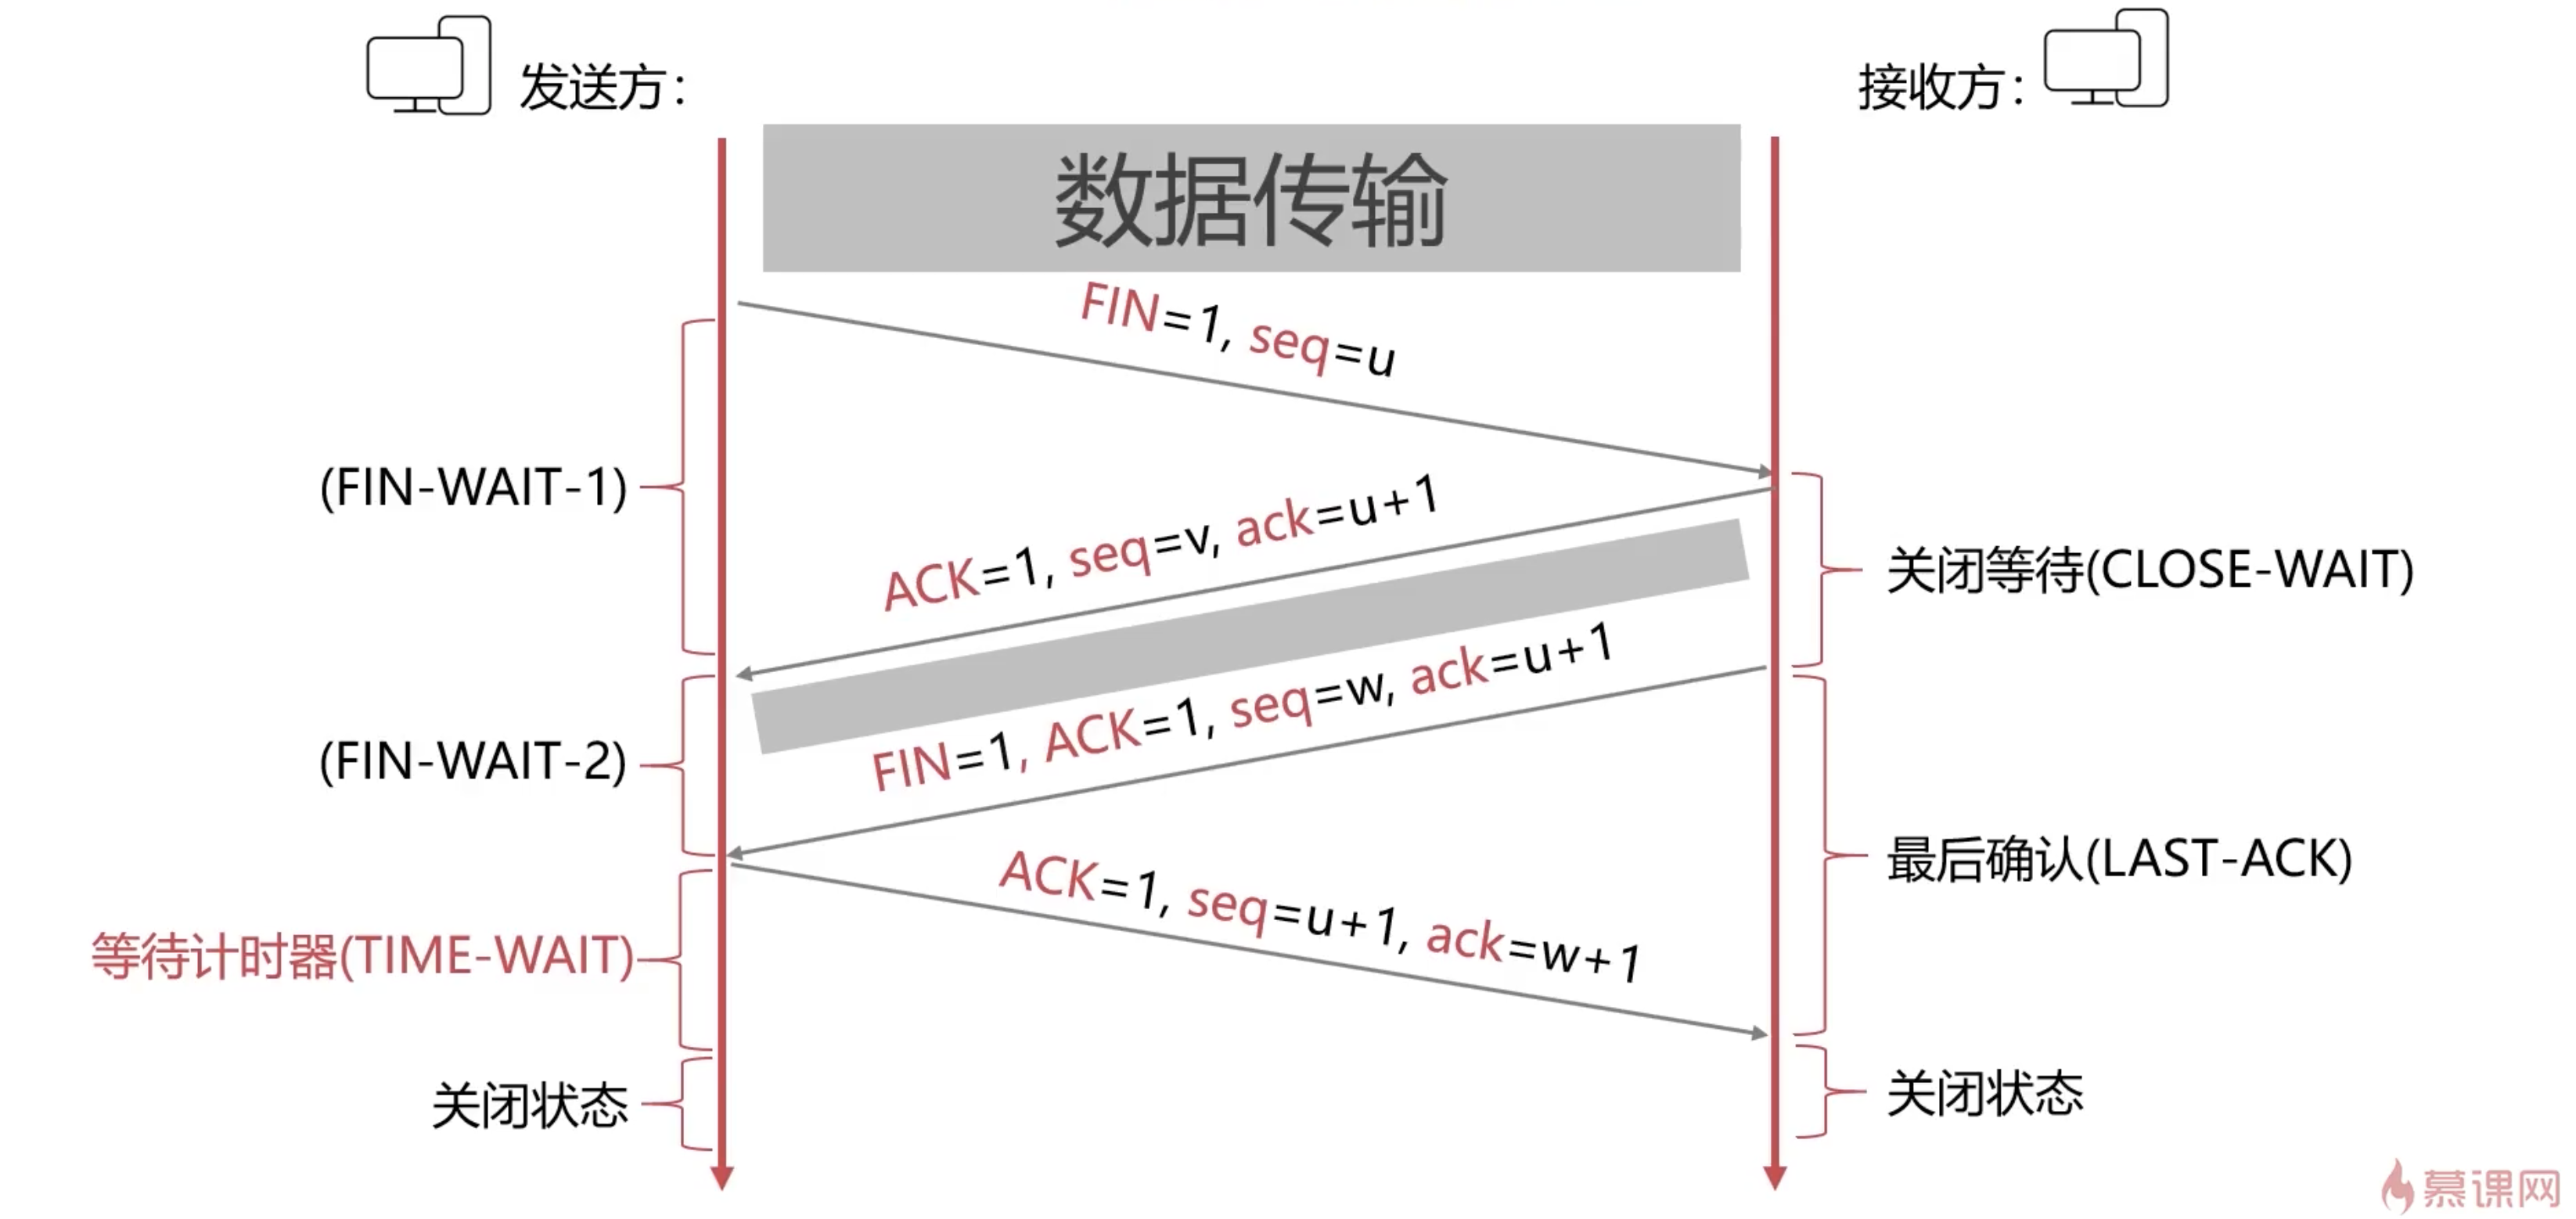 发送方：
接收方：
数据传输
FIN=1, seq=u
(FIN-WAIT-1)
ACK=1, seq=v, ack=u+1
关闭等待(CLOSE-WAIT)
FIN=1, ACK=1, seq=w, ack=u+1
(FIN-WAIT-2)
最后确认(LAST-ACK)
ACK=1, seq=u+1, ack=w+1
等待计时器(TIME-WAIT)
关闭状态
关闭状态
慕课网